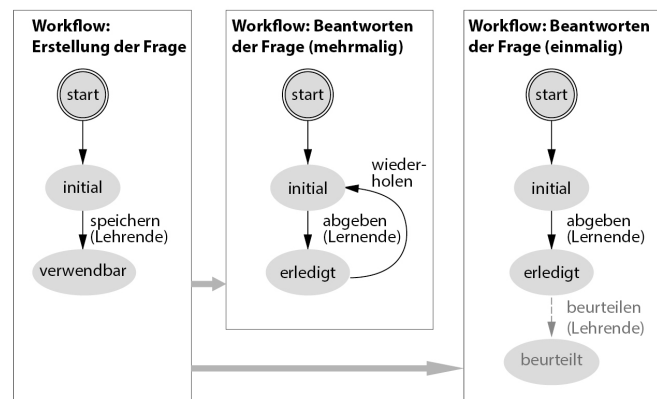 Workflow:
Erstellung der Frage
start
initial
speichern
(Lehrende)
verwendbar
Workflow: Beantworten
der Frage (mehrmalig)
start
initial
wieder-
holen
abgeben
(Lernende)
erledigt
Workflow: Beantworten
der Frage (einmalig)
start
initial
abgeben
(Lernende)
erledigt
beurteilen
(Lehrende)
beurteilt